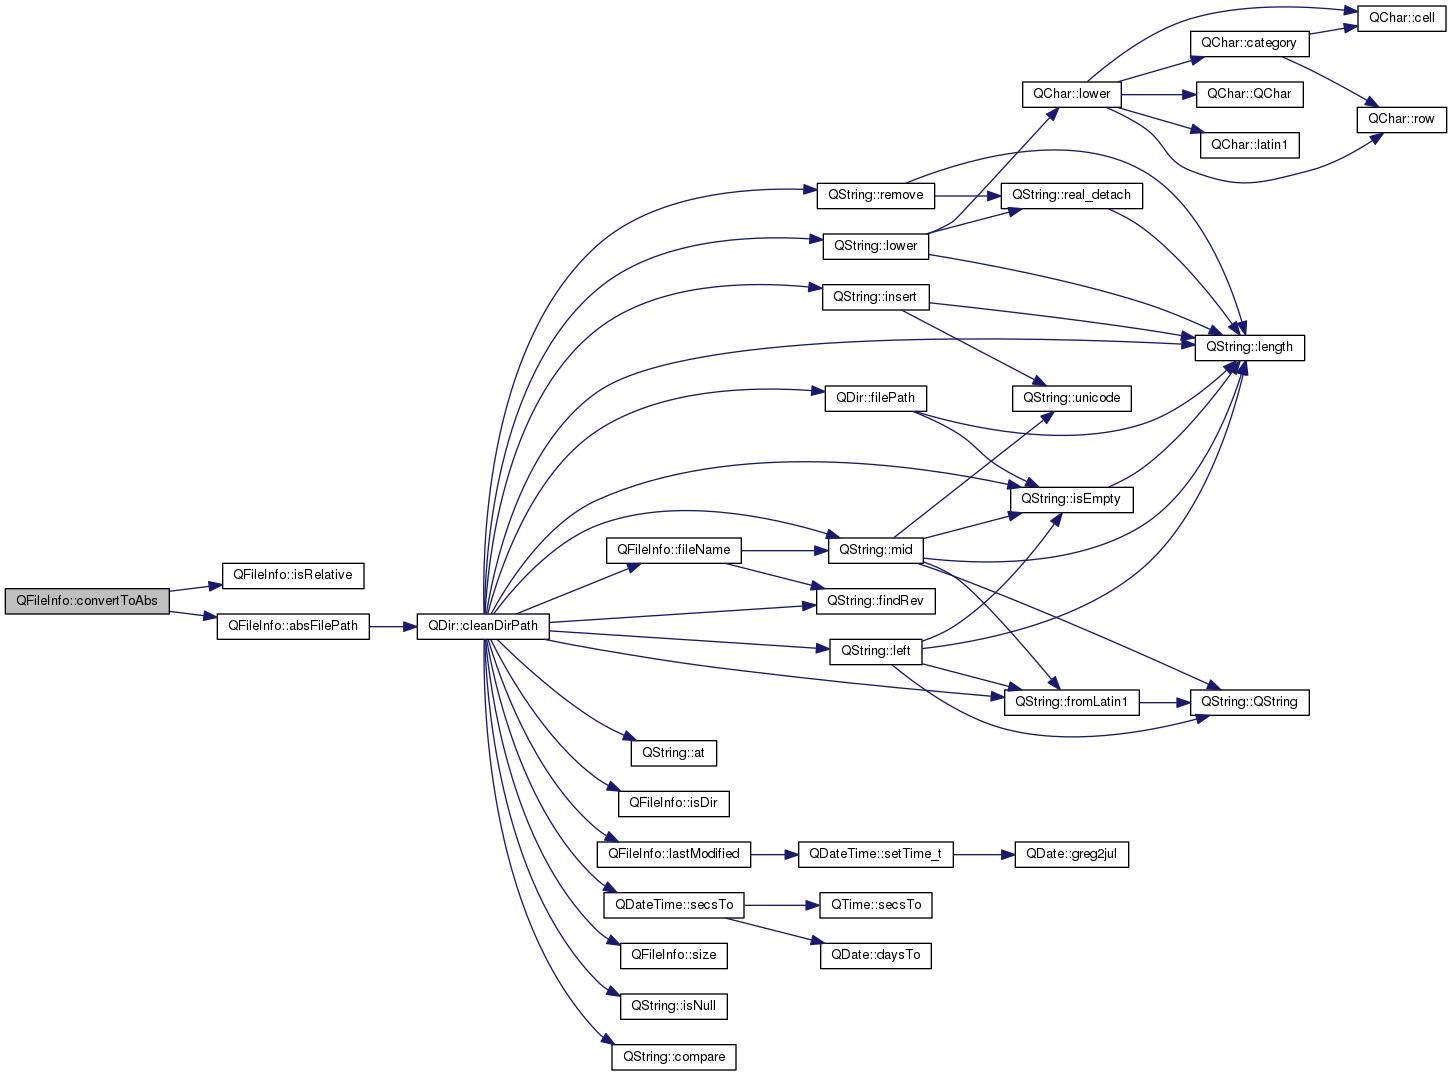 QChar::cell
QChar::category
QChar::lower
QChar::QChar
QChar::row
QChar::latin1
QString::remove
QString::real_detach
QString::lower
QString::insert
QString::length
QDir::filePath
QString::unicode
QString::isEmpty
QFileInfo::fileName
QString::mid
QFileInfo::isRelative
QFileInfo::convertToAbs
QString::findRev
QFileInfo::absFilePath
QDir::cleanDirPath
QString::left
QString::fromLatin1
QString::QString
QString::at
QFileInfo::isDir
QFileInfo::lastModified
QDateTime::setTime_t
QDate::greg2jul
QDateTime::secsTo
QTime::secsTo
QFileInfo::size
QDate::daysTo
QString::isNull
QString::compare